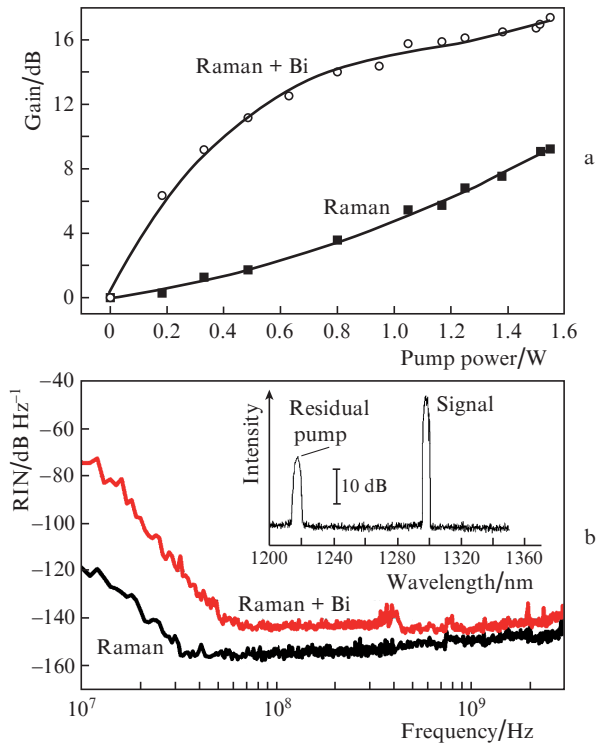 Gain/dB
16
12
8
4
0
Raman + Bi
Raman
a
0 0.2 0.4 0.6 0.8 1.0 1.2 1.4 1.6
Pump power/W
RIN/dB Hz⁻¹
−40
−60
−80
−100
−120
−140
−160
Intensity
Residual
pump
Signal
10 dB
1200 1240 1280 1320 1360
Wavelength/nm
b
Raman + Bi
Raman
10⁷ 10⁸ 10⁹
Frequency/Hz